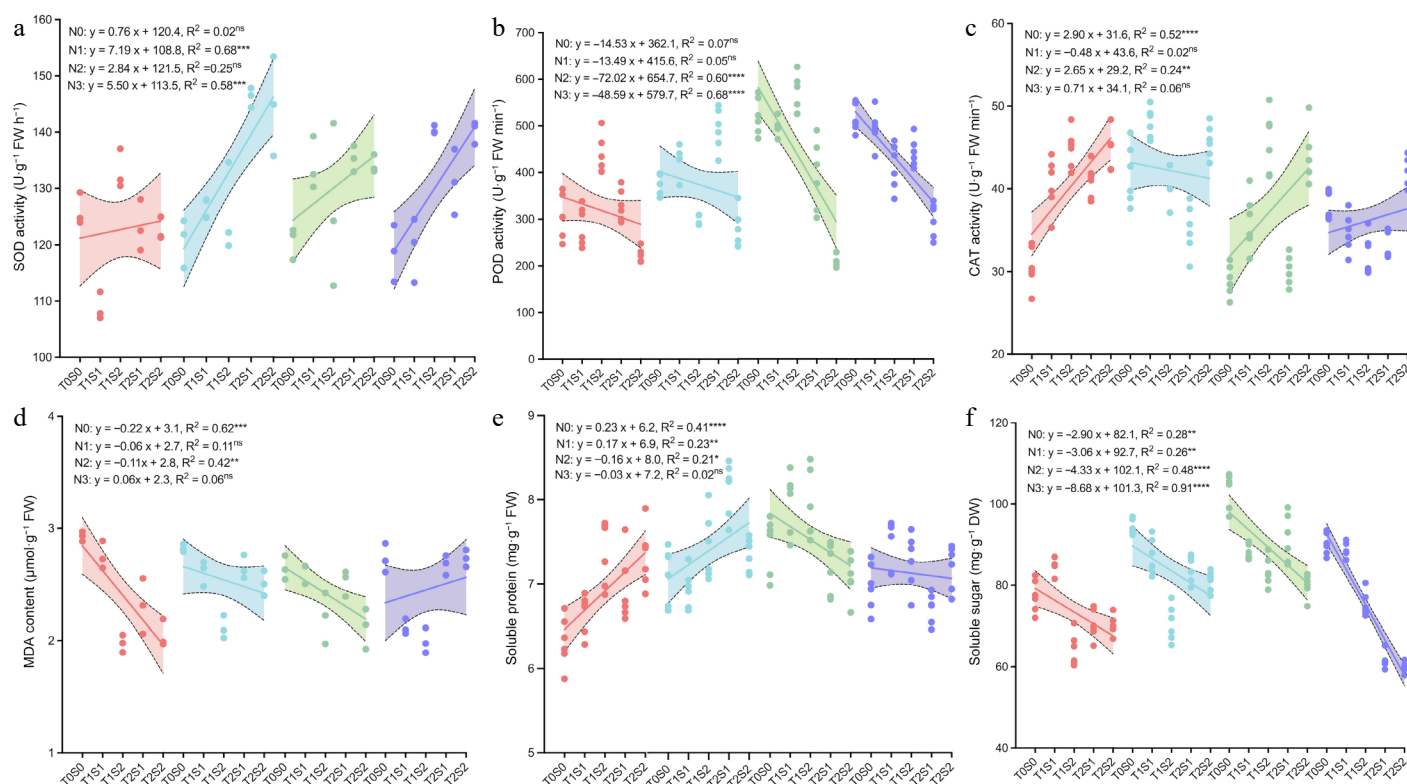 a
N0: y = 0.76 x + 120.4, R² = 0.02ns
N1: y = 7.19 x + 108.8, R² = 0.68***
N2: y = 2.84 x + 121.5, R² = 0.25ns
N3: y = 5.50 x + 113.5, R² = 0.58***
SOD activity (U·g⁻¹ FW h⁻¹)
160
150
140
130
120
110
100
T0S0 T1S1 T1S2 T2S1 T2S2 T0S0 T1S1 T1S2 T2S1 T2S2 T0S0 T1S1 T1S2 T2S1 T2S2 T0S0 T1S1 T1S2 T2S1 T2S2
b
N0: y = −14.53 x + 362.1, R² = 0.07ns
N1: y = −13.49 x + 415.6, R² = 0.05ns
N2: y = −72.02 x + 654.7, R² = 0.60****
N3: y = −48.59 x + 579.7, R² = 0.68****
POD activity (U·g⁻¹ FW min⁻¹)
700
600
500
400
300
200
100
0
T0S0 T1S1 T1S2 T2S1 T2S2 T0S0 T1S1 T1S2 T2S1 T2S2 T0S0 T1S1 T1S2 T2S1 T2S2 T0S0 T1S1 T1S2 T2S1 T2S2
c
N0: y = 2.90 x + 31.6, R² = 0.52****
N1: y = −0.48 x + 43.6, R² = 0.02ns
N2: y = 2.65 x + 29.2, R² = 0.24**
N3: y = 0.71 x + 34.1, R² = 0.06ns
CAT activity (U·g⁻¹ FW min⁻¹)
60
50
40
30
20
T0S0 T1S1 T1S2 T2S1 T2S2 T0S0 T1S1 T1S2 T2S1 T2S2 T0S0 T1S1 T1S2 T2S1 T2S2 T0S0 T1S1 T1S2 T2S1 T2S2
d
N0: y = −0.22 x + 3.1, R² = 0.62***
N1: y = −0.06 x + 2.7, R² = 0.11ns
N2: y = −0.11x + 2.8, R² = 0.42**
N3: y = 0.06x + 2.3, R² = 0.06ns
MDA content (μmol·g⁻¹ FW)
4
3
2
1
T0S0 T1S1 T1S2 T2S1 T2S2 T0S0 T1S1 T1S2 T2S1 T2S2 T0S0 T1S1 T1S2 T2S1 T2S2 T0S0 T1S1 T1S2 T2S1 T2S2
e
N0: y = 0.23 x + 6.2, R² = 0.41****
N1: y = 0.17 x + 6.9, R² = 0.23**
N2: y = −0.16 x + 8.0, R² = 0.21*
N3: y = −0.03 x + 7.2, R² = 0.02ns
Soluble protein (mg·g⁻¹ FW)
9
8
7
6
5
T0S0 T1S1 T1S2 T2S1 T2S2 T0S0 T1S1 T1S2 T2S1 T2S2 T0S0 T1S1 T1S2 T2S1 T2S2 T0S0 T1S1 T1S2 T2S1 T2S2
f
N0: y = −2.90 x + 82.1, R² = 0.28**
N1: y = −3.06 x + 92.7, R² = 0.26**
N2: y = −4.33 x + 102.1, R² = 0.48****
N3: y = −8.68 x + 101.3, R² = 0.91****
Soluble sugar (mg·g⁻¹ DW)
120
100
80
60
40
T0S0 T1S1 T1S2 T2S1 T2S2 T0S0 T1S1 T1S2 T2S1 T2S2 T0S0 T1S1 T1S2 T2S1 T2S2 T0S0 T1S1 T1S2 T2S1 T2S2